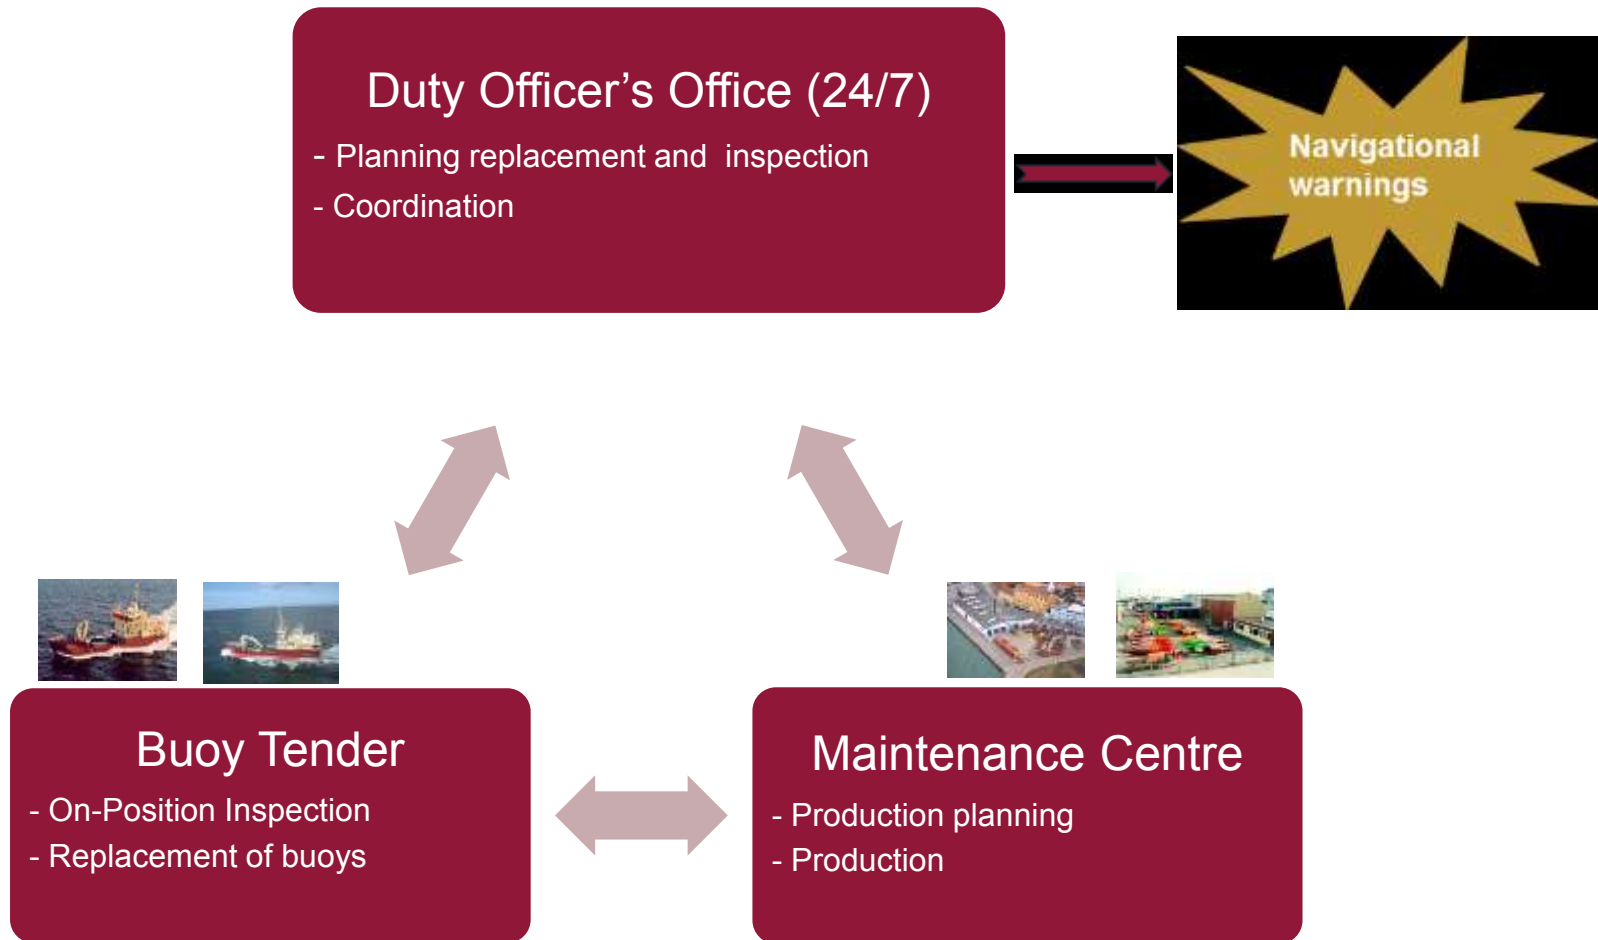 Duty Officer’s Office (24/7)
- Planning replacement and  inspection
- Coordination
Navigational
warnings
Buoy Tender
- On-Position Inspection
- Replacement of buoys
Maintenance Centre
- Production planning
- Production